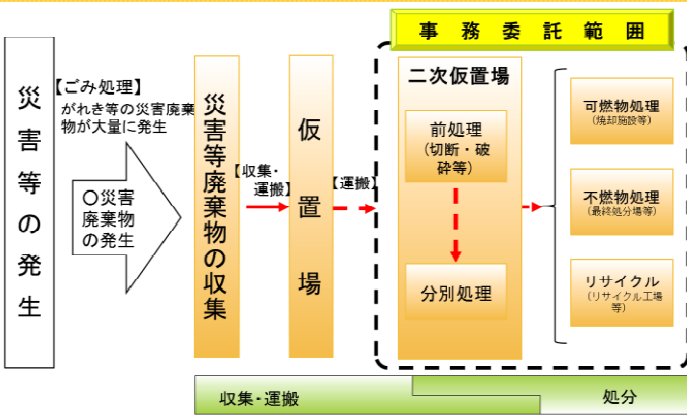 事務委託範囲
災害等の発生
【ごみ処理】
がれき等の災害廃棄
物が大量に発生
〇災害
廃棄物
の発生
災害等廃棄物の収集
【収集・
運搬】
仮置場
【運搬】
二次仮置場
前処理
(切断・破
砕等)
分別処理
可燃物処理
(焼却施設等)
不燃物処理
(最終処分場等)
リサイクル
(リサイクル工場
等)
収集・運搬
処分